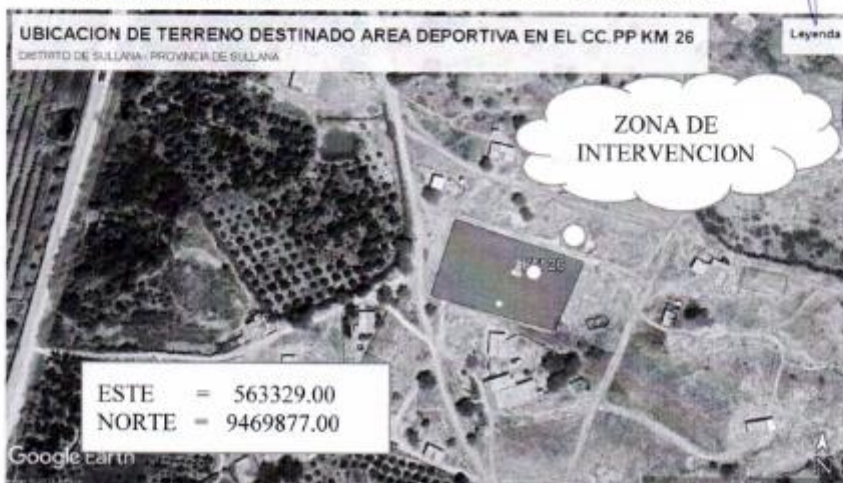 UBICACION DE TERRENO DESTINADO AREA DEPORTIVA EN EL CC.PP KM 26
Leyenda
DISTRITO DE SULLANA - PROVINCIA DE SULLANA
ZONA DE
INTERVENCION
ESTE = 563329.00
NORTE = 9469877.00
Google Earth
N